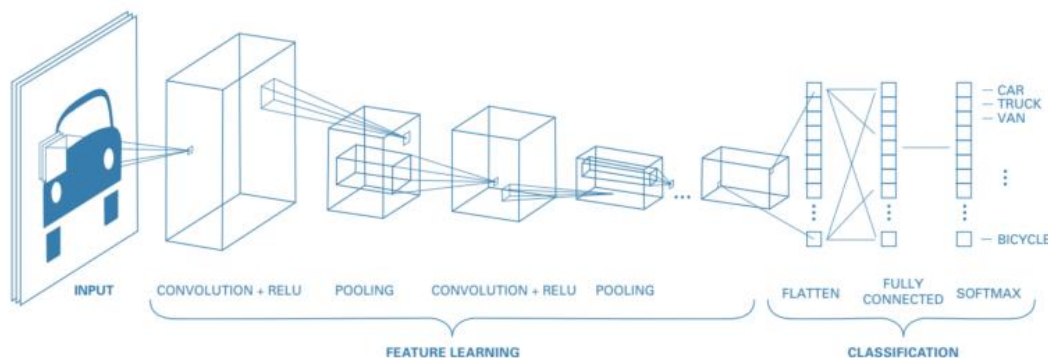 CAR
TRUCK
VAN
BICYCLE
INPUT
CONVOLUTION + RELU
POOLING
CONVOLUTION + RELU
POOLING
FLATTEN
FULLY
CONNECTED
SOFTMAX
FEATURE LEARNING
CLASSIFICATION